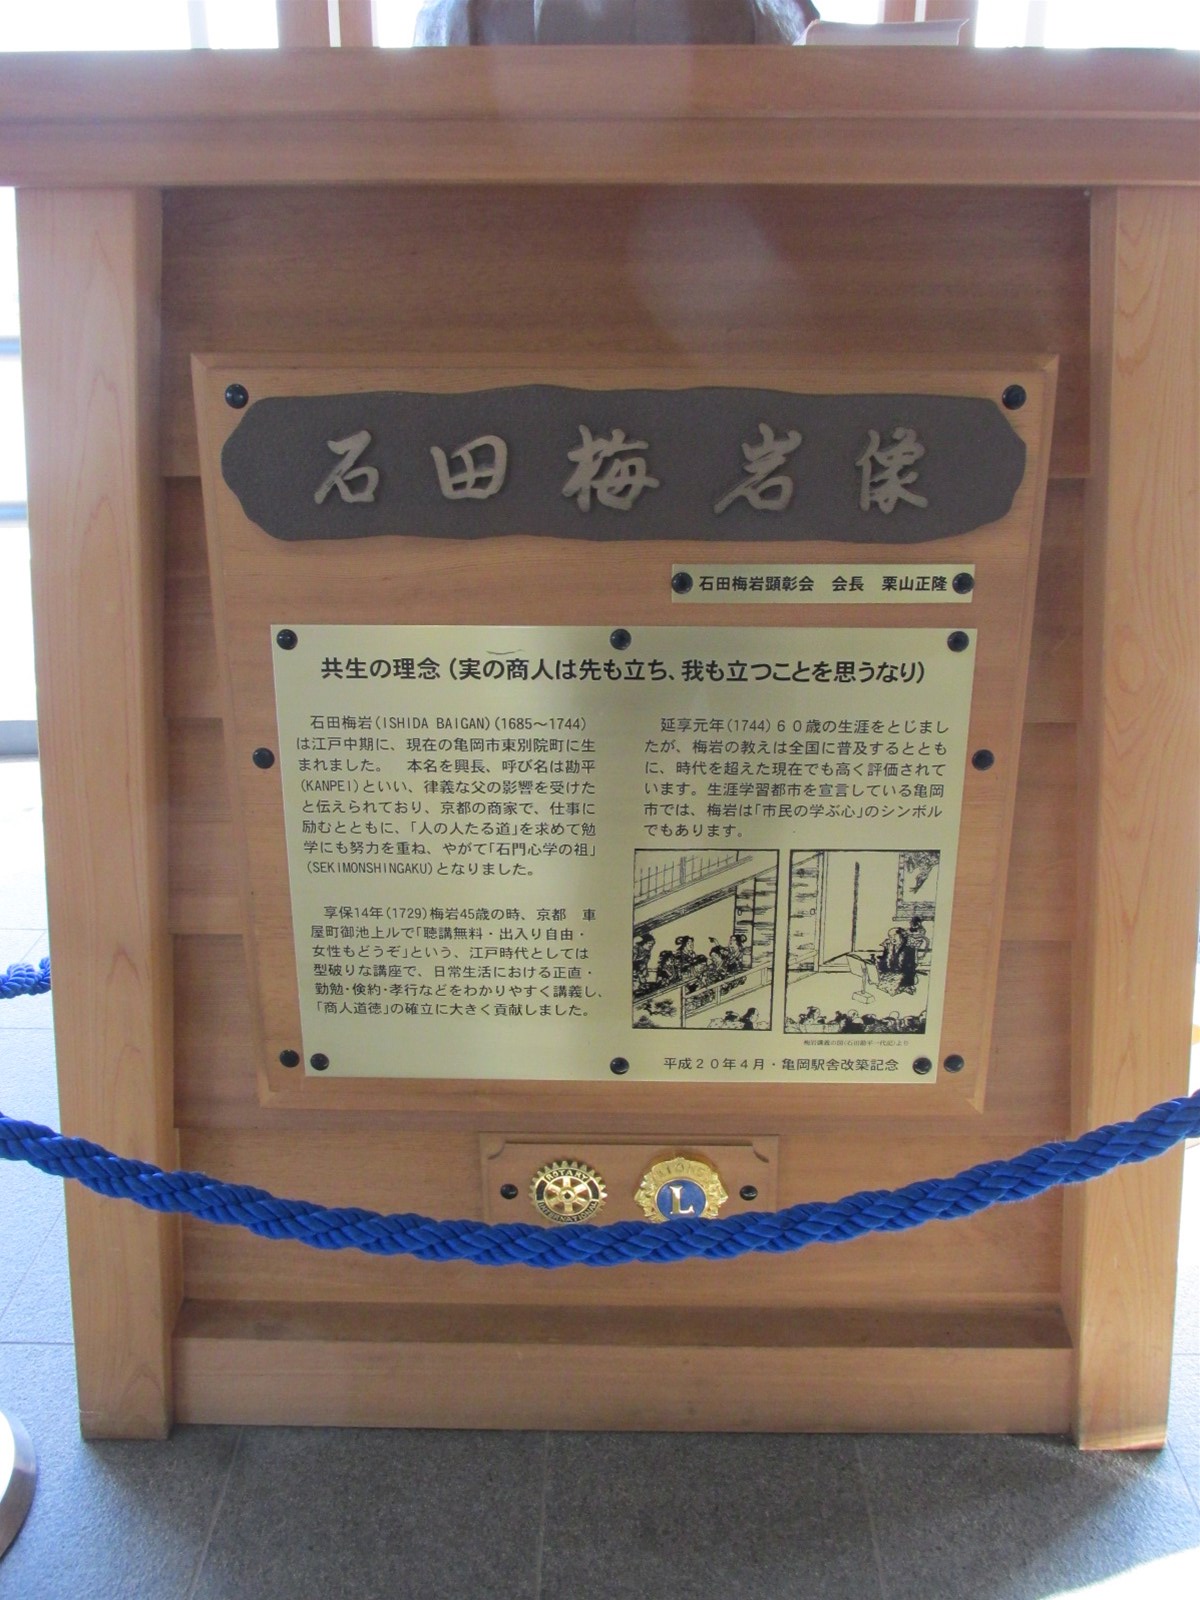 石田梅岩像
石田梅岩顕彰会 会長 栗山正隆
共生の理念(実の商人は先も立ち、我も立つことを思うなり)
石田梅岩(ISHIDA BAIGAN)(1685〜1744)
は江戸中期に、現在の亀岡市東別院町に生
まれました。 本名を興長、呼び名は勘平
(KANPEI)といい、律義な父の影響を受けた
と伝えられており、京都の商家で、仕事に
励むとともに、「人の人たる道」を求めて勉
学にも努力を重ね、やがて「石門心学の祖」
(SEKIMONSHINGAKU)となりました。
享保14年(1729)梅岩45歳の時、京都 車
屋町御池上ルで「聴講無料・出入り自由・
女性もどうぞ」という、江戸時代としては
型破りな講座で、日常生活における正直・
勤勉・倹約・孝行などをわかりやすく講義し、
「商人道徳」の確立に大きく貢献しました。
延享元年(1744)60歳の生涯をとじまし
たが、梅岩の教えは全国に普及するととも
に、時代を超えた現在でも高く評価されて
います。生涯学習都市を宣言している亀岡
市では、梅岩は「市民の学ぶ心」のシンボル
でもあります。
梅岩講義の図(石田勘平一代記)より
平成20年4月・亀岡駅舎改築記念
ROTARY
INTERNATIONAL
LIONS
L